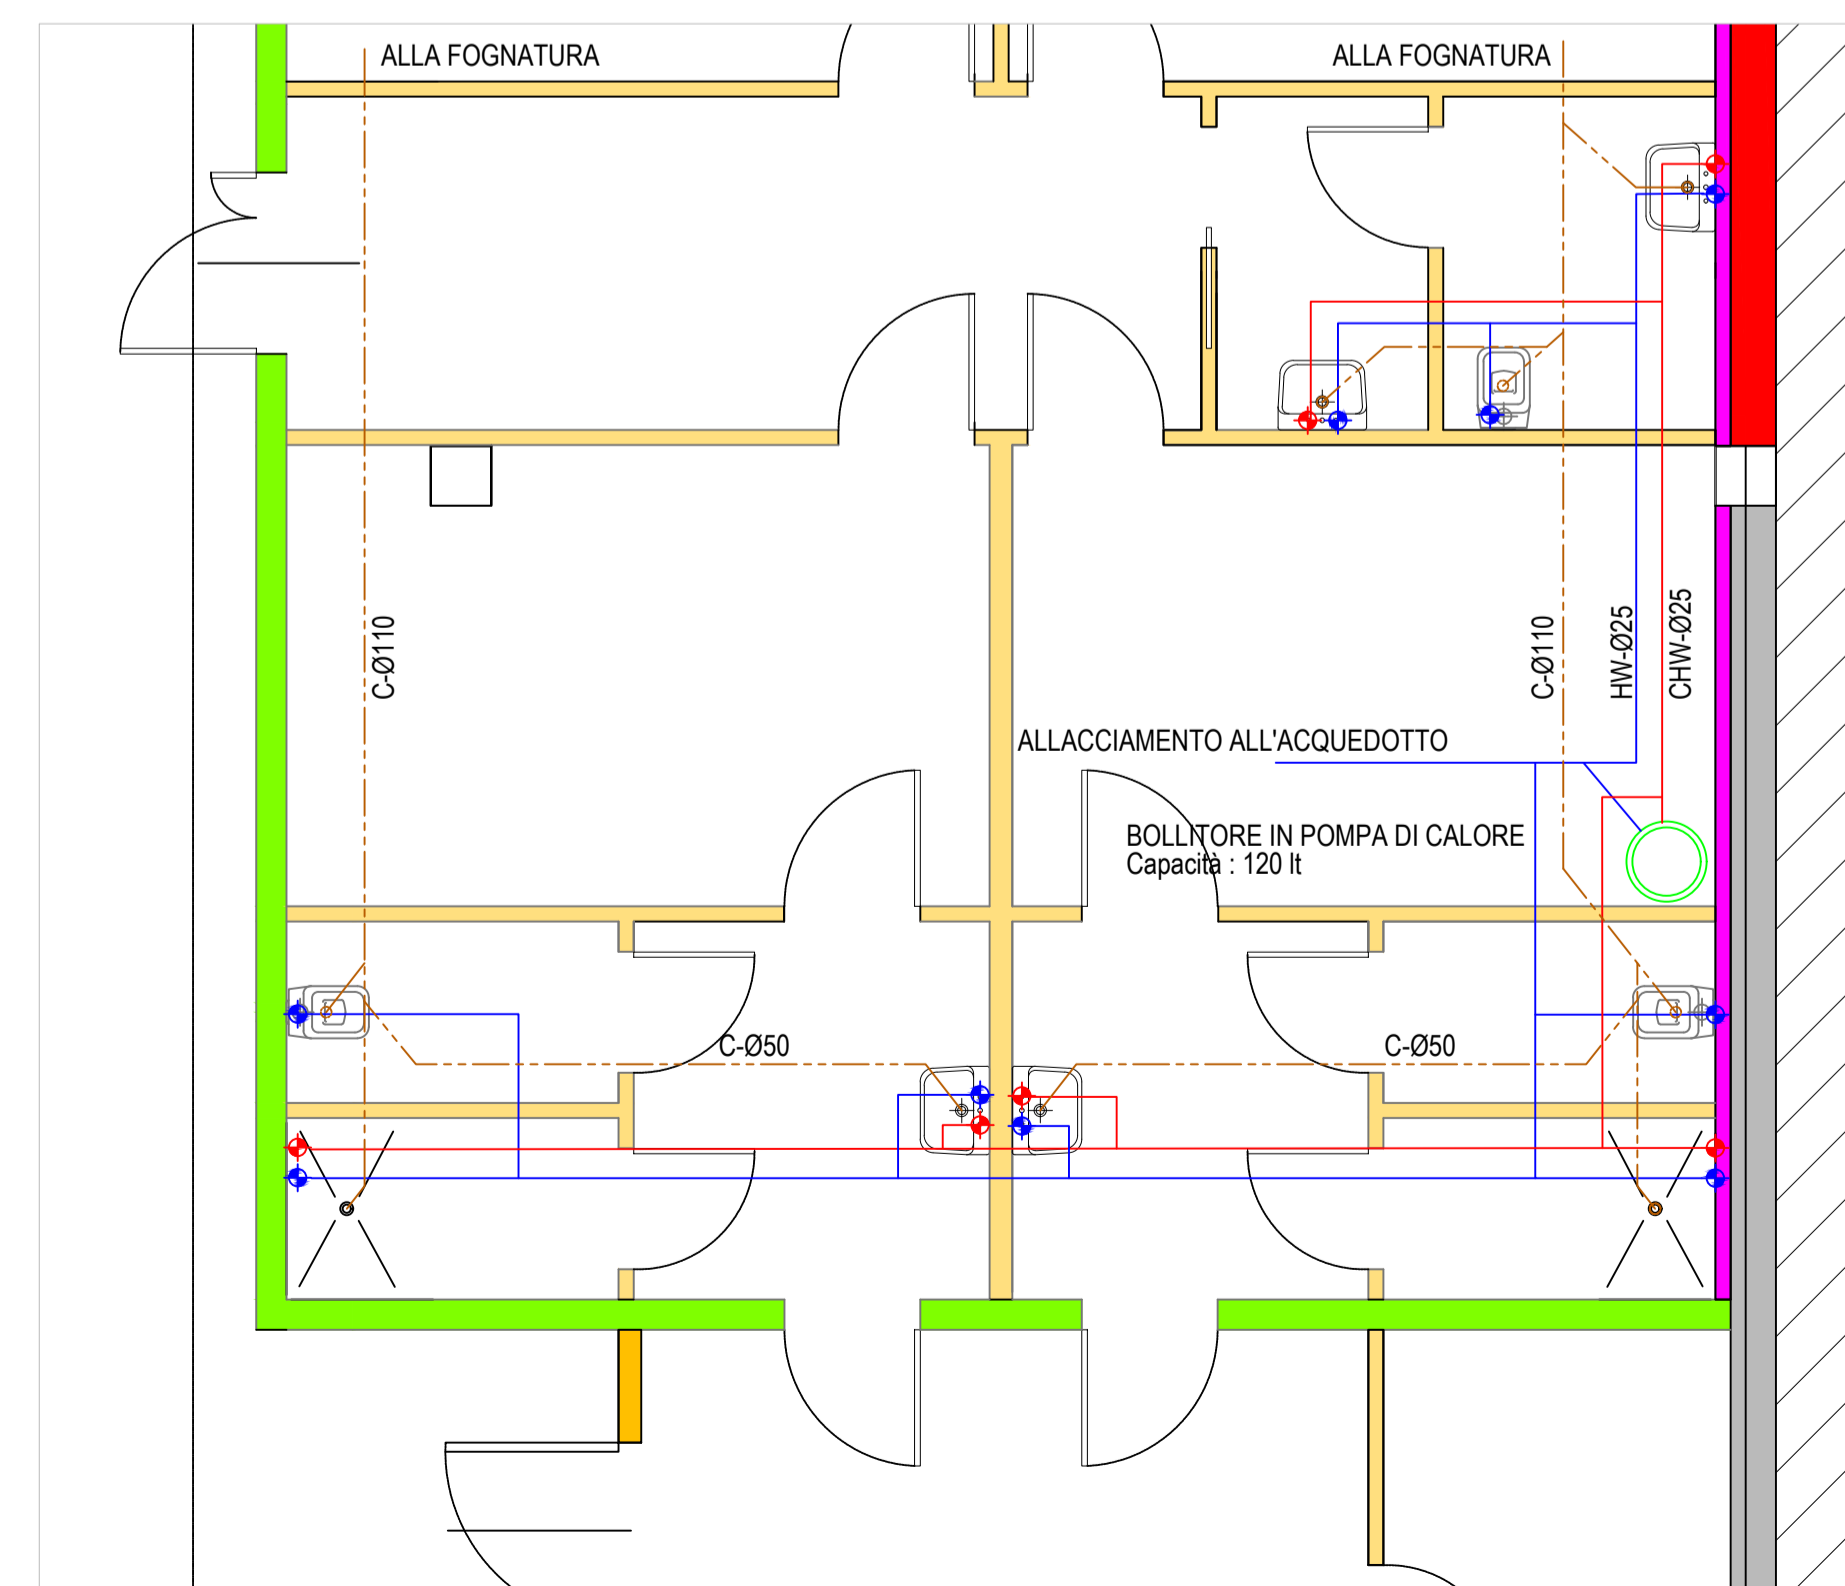 ALLA FOGNATURA
ALLA FOGNATURA
C-Ø110
C-Ø110
HW-Ø25
CHW-Ø25
ALLACCIAMENTO ALL'ACQUEDOTTO
BOLLITORE IN POMPA DI CALORE
Capacità : 120 lt
C-Ø50
C-Ø50